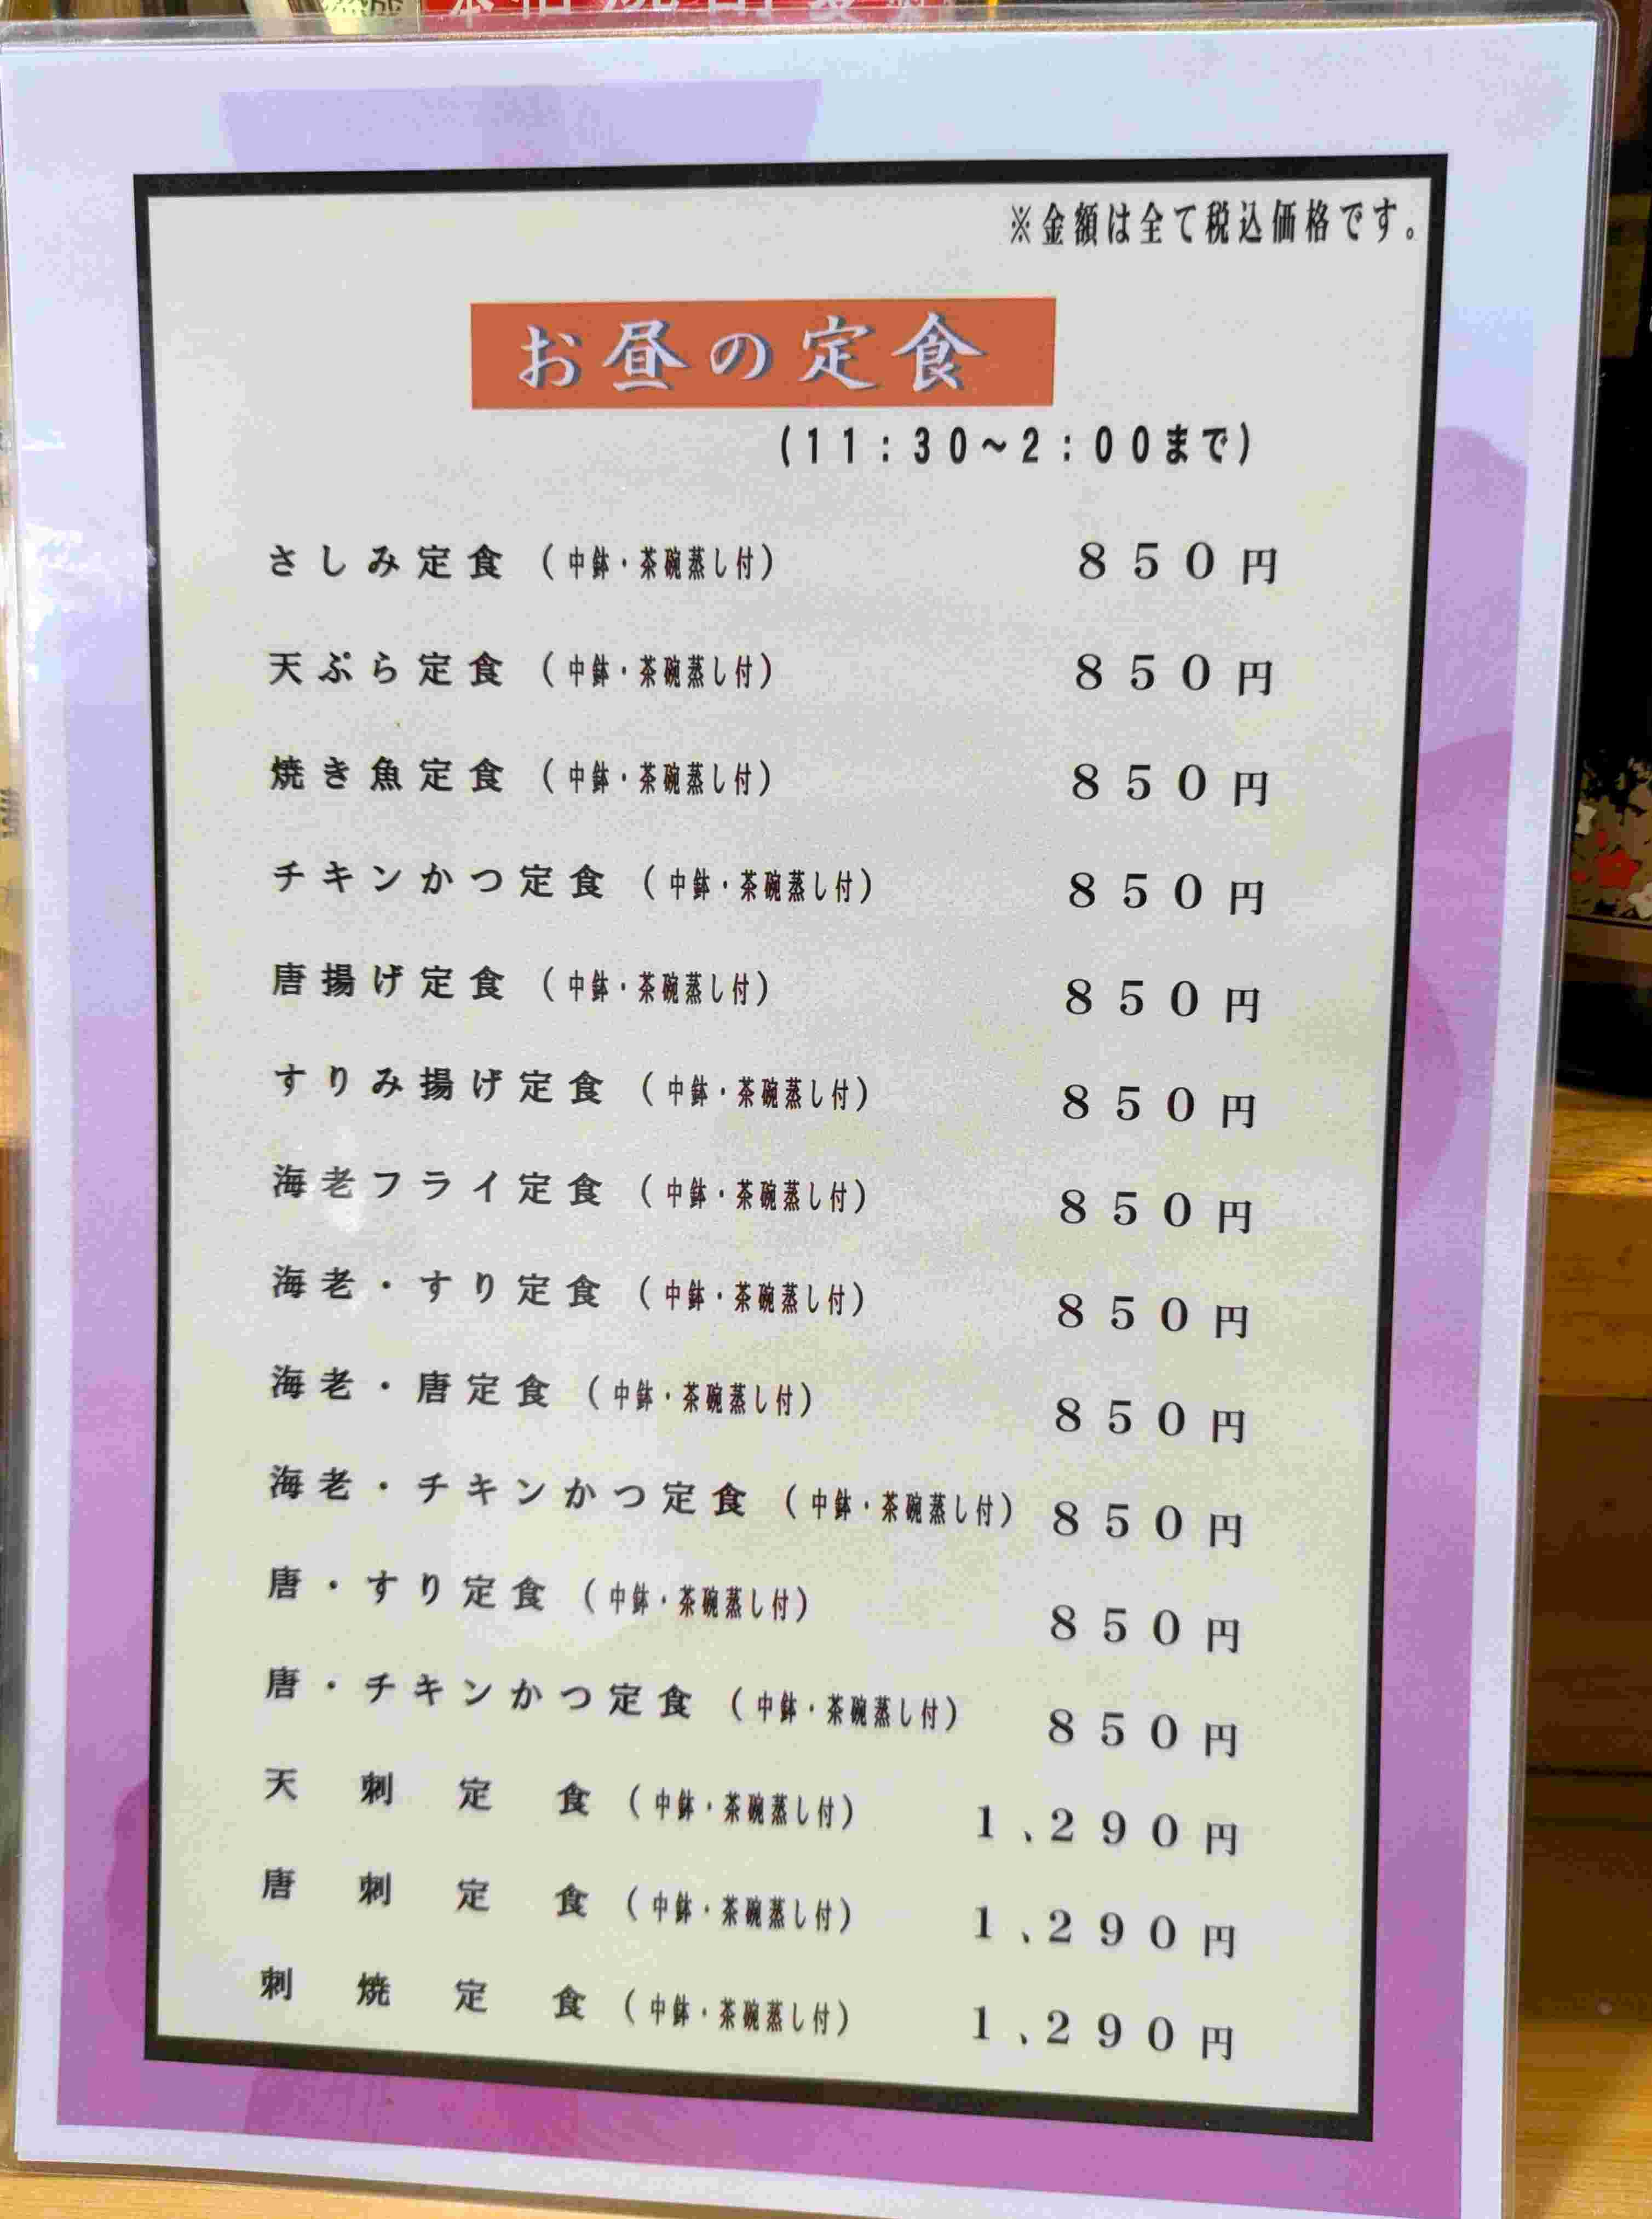 ※金額は全て税込価格です。
お昼の定食
(11:30~2:00まで)
さしみ定食(中鉢・茶碗蒸し付) 850円
天ぷら定食(中鉢・茶碗蒸し付) 850円
焼き魚定食(中鉢・茶碗蒸し付) 850円
チキンかつ定食(中鉢・茶碗蒸し付) 850円
唐揚げ定食(中鉢・茶碗蒸し付) 850円
すりみ揚げ定食(中鉢・茶碗蒸し付) 850円
海老フライ定食(中鉢・茶碗蒸し付) 850円
海老・すり定食(中鉢・茶碗蒸し付) 850円
海老・唐定食(中鉢・茶碗蒸し付) 850円
海老・チキンかつ定食(中鉢・茶碗蒸し付) 850円
唐・すり定食(中鉢・茶碗蒸し付) 850円
唐・チキンかつ定食(中鉢・茶碗蒸し付) 850円
天刺定食(中鉢・茶碗蒸し付) 1、290円
唐刺定食(中鉢・茶碗蒸し付) 1、290円
刺焼定食(中鉢・茶碗蒸し付) 1、290円